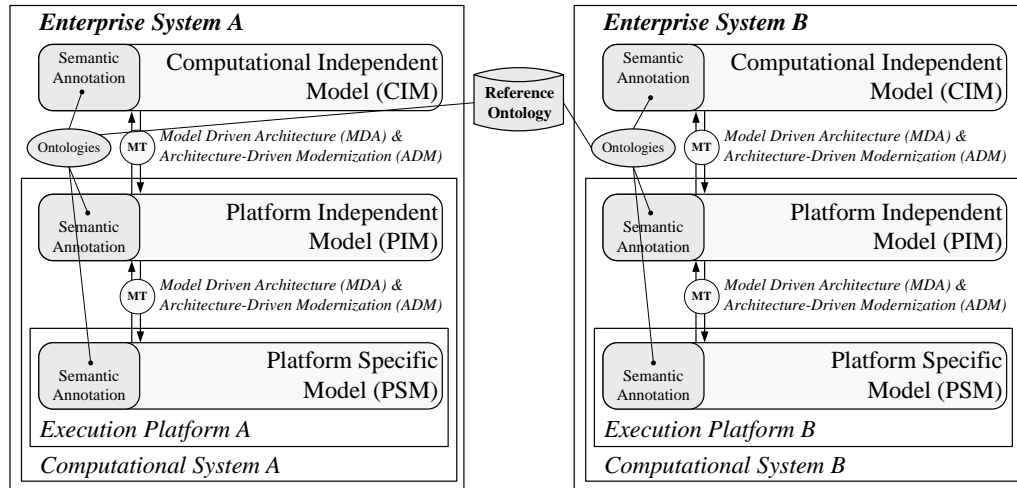 Enterprise System A
Semantic
Annotation
Computational Independent
Model (CIM)
Ontologies
MT
Model Driven Architecture (MDA) &
Architecture-Driven Modernization (ADM)
Semantic
Annotation
Platform Independent
Model (PIM)
MT
Model Driven Architecture (MDA) &
Architecture-Driven Modernization (ADM)
Semantic
Annotation
Platform Specific
Model (PSM)
Execution Platform A
Computational System A
Reference
Ontology
Enterprise System B
Semantic
Annotation
Computational Independent
Model (CIM)
Ontologies
MT
Model Driven Architecture (MDA) &
Architecture-Driven Modernization (ADM)
Semantic
Annotation
Platform Independent
Model (PIM)
MT
Model Driven Architecture (MDA) &
Architecture-Driven Modernization (ADM)
Semantic
Annotation
Platform Specific
Model (PSM)
Execution Platform B
Computational System B